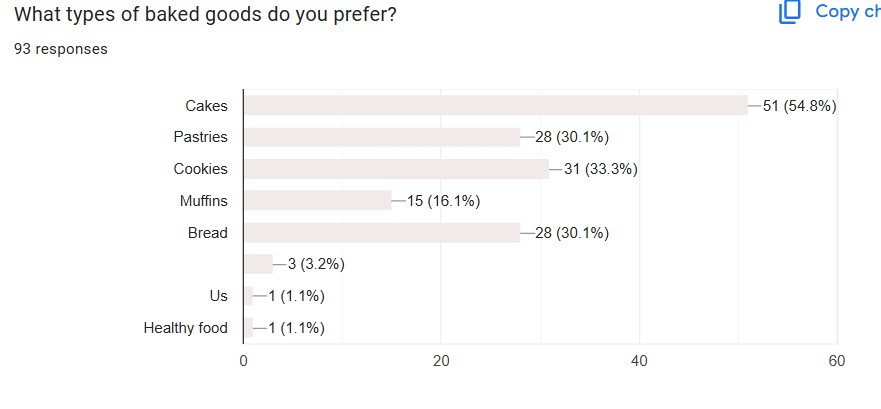 What types of baked goods do you prefer?
Copy ch
93 responses
Cakes 51 (54.8%)
Pastries 28 (30.1%)
Cookies 31 (33.3%)
Muffins 15 (16.1%)
Bread 28 (30.1%)
3 (3.2%)
Us 1 (1.1%)
Healthy food 1 (1.1%)
0 20 40 60